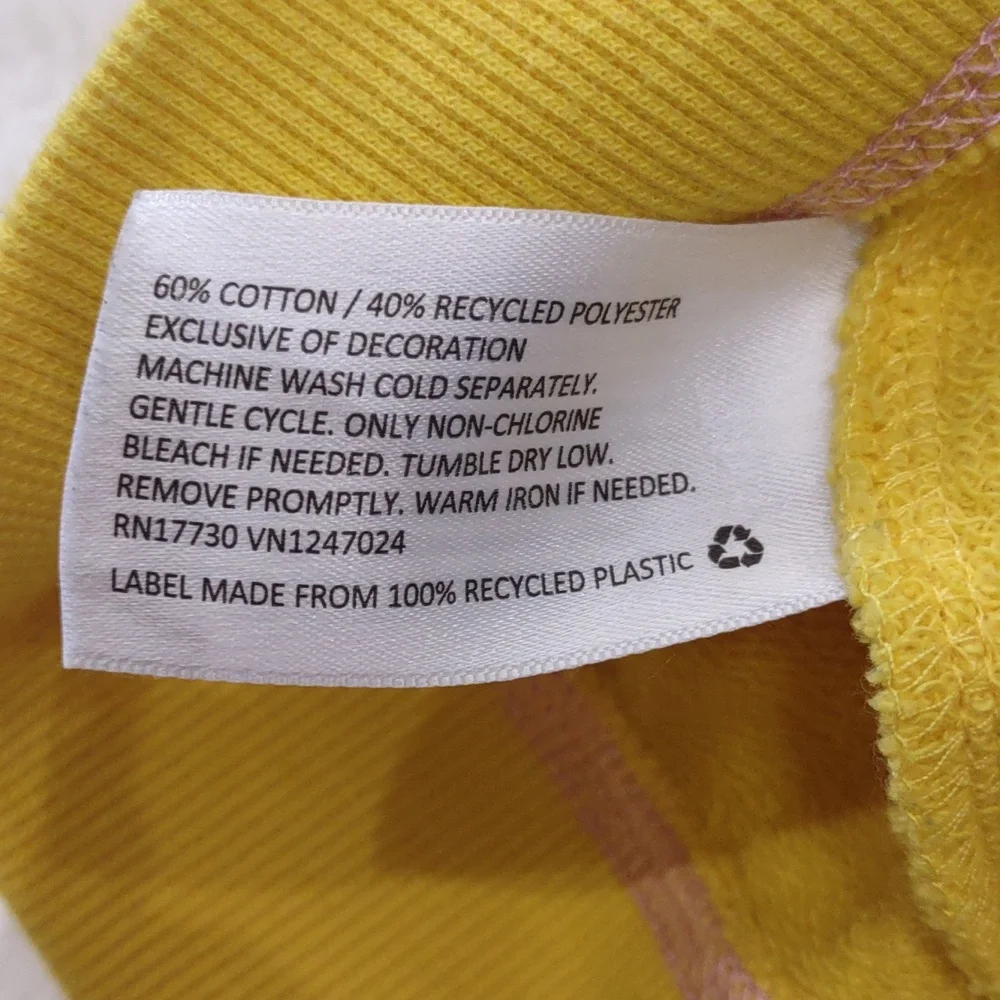 60% COTTON / 40% RECYCLED POLYESTER
EXCLUSIVE OF DECORATION
MACHINE WASH COLD SEPARATELY.
GENTLE CYCLE. ONLY NON-CHLORINE
BLEACH IF NEEDED. TUMBLE DRY LOW.
REMOVE PROMPTLY. WARM IRON IF NEEDED.
RN17730 VN1247024
LABEL MADE FROM 100% RECYCLED PLASTIC